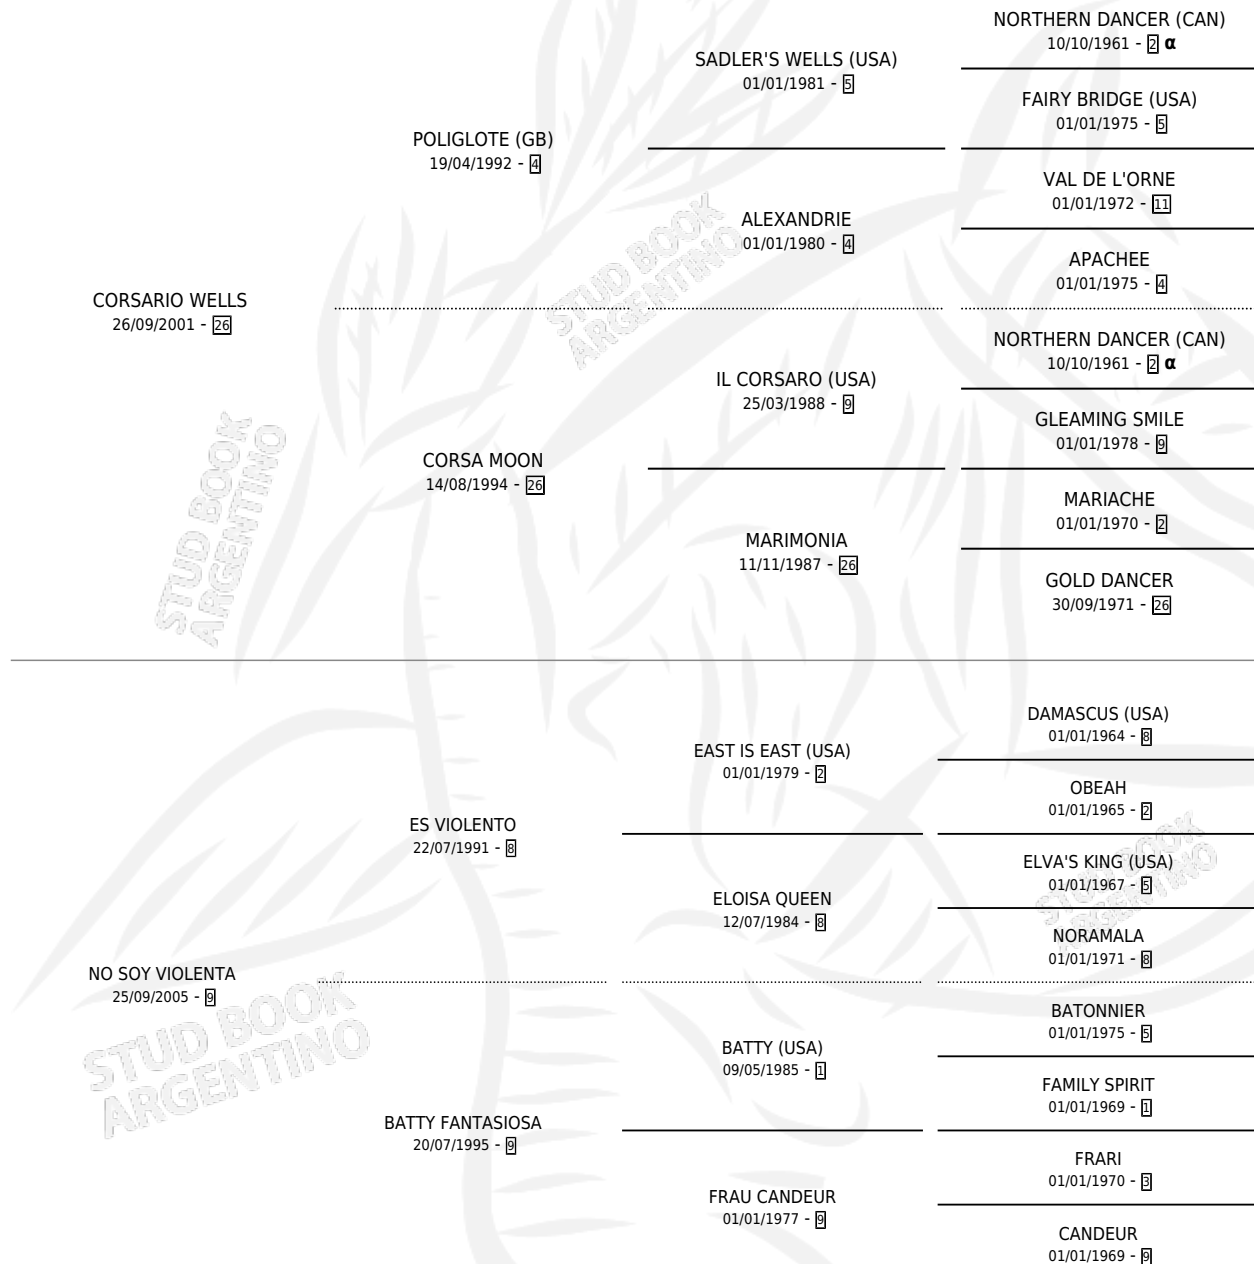 NORTHERN DANCER (CAN)
10/10/1961 - 2 α
SADLER'S WELLS (USA)
01/01/1981 - 5
FAIRY BRIDGE (USA)
01/01/1975 - 5
POLIGLOTE (GB)
19/04/1992 - 4
VAL DE L'ORNE
01/01/1972 - 11
ALEXANDRIE
01/01/1980 - 4
APACHEE
01/01/1975 - 4
STUD BOOK
ARGENTINO
CORSARIO WELLS
26/09/2001 - 26
NORTHERN DANCER (CAN)
10/10/1961 - 2 α
IL CORSARO (USA)
25/03/1988 - 9
GLEAMING SMILE
01/01/1978 - 9
CORSA MOON
14/08/1994 - 26
MARIACHE
01/01/1970 - 2
MARIMONIA
11/11/1987 - 26
GOLD DANCER
30/09/1971 - 26
STUD BOOK
ARGENTINO
DAMASCUS (USA)
01/01/1964 - 8
EAST IS EAST (USA)
01/01/1979 - 2
OBEAH
01/01/1965 - 2
ES VIOLENTO
22/07/1991 - 8
ELVA'S KING (USA)
01/01/1967 - 5
ELOISA QUEEN
12/07/1984 - 8
NORAMALA
01/01/1971 - 8
STUD BOOK
ARGENTINO
NO SOY VIOLENTA
25/09/2005 - 9
BATONNIER
01/01/1975 - 5
BATTY (USA)
09/05/1985 - 1
FAMILY SPIRIT
01/01/1969 - 1
BATTY FANTASIOSA
20/07/1995 - 9
FRARI
01/01/1970 - 3
FRAU CANDEUR
01/01/1977 - 9
CANDEUR
01/01/1969 - 9
STUD BOOK
ARGENTINO